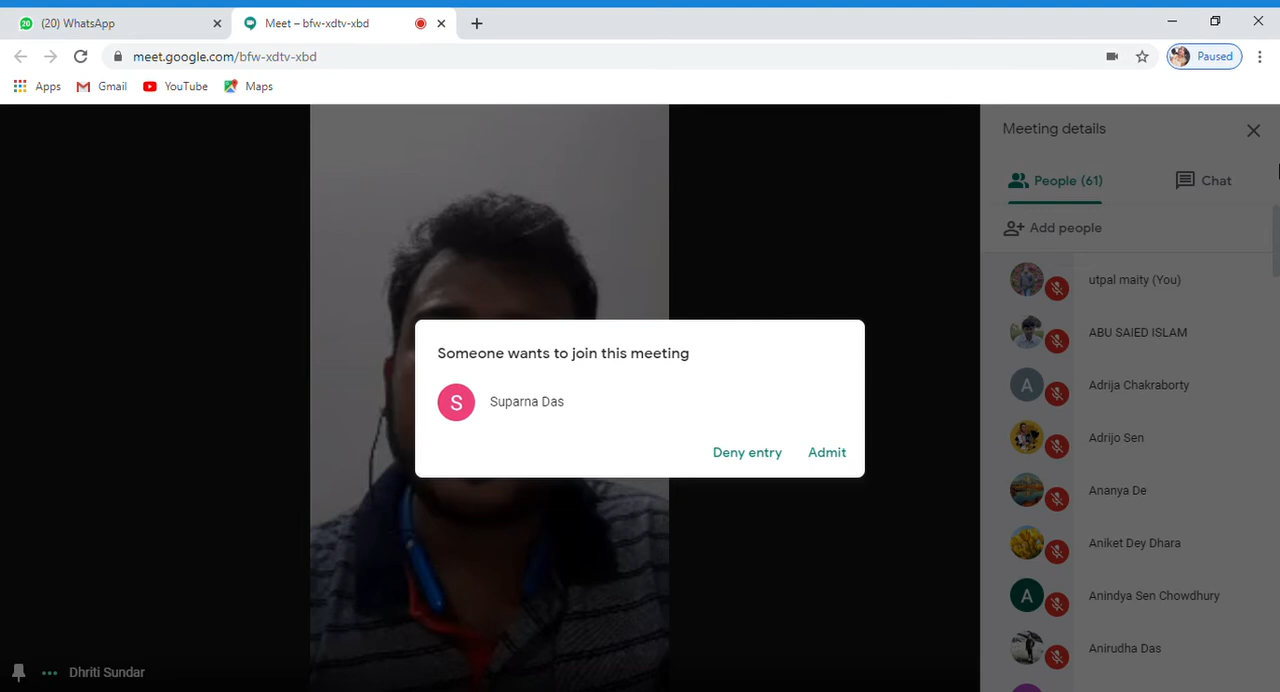 20
(20) WhatsApp
Meet – bfw-xdtv-xbd
meet.google.com/bfw-xdtv-xbd
Paused
Apps
Gmail
YouTube
Maps
Meeting details
People (61)
Chat
Add people
utpal maity (You)
ABU SAIED ISLAM
A
Adrija Chakraborty
Adrijo Sen
Ananya De
Aniket Dey Dhara
A
Anindya Sen Chowdhury
Anirudha Das
Someone wants to join this meeting
S
Suparna Das
Deny entry
Admit
Dhriti Sundar